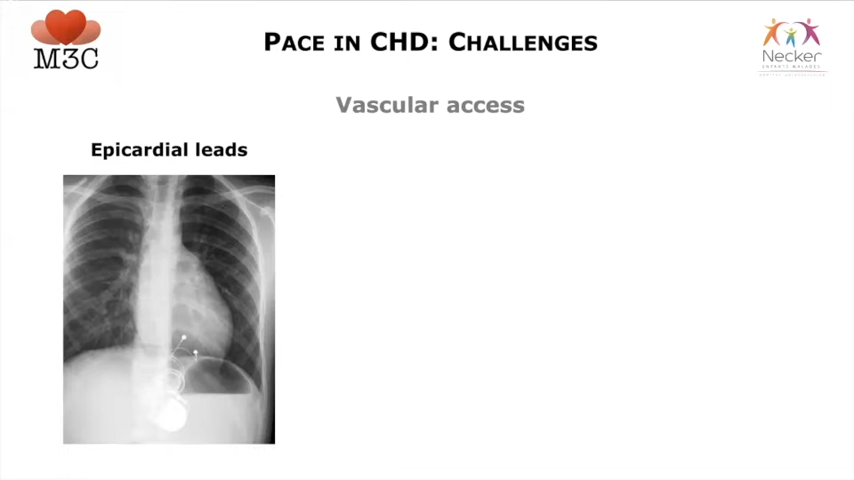 M3C
PACE IN CHD: CHALLENGES
Necker
ENFANTS MALADES
Vascular access
Epicardial leads